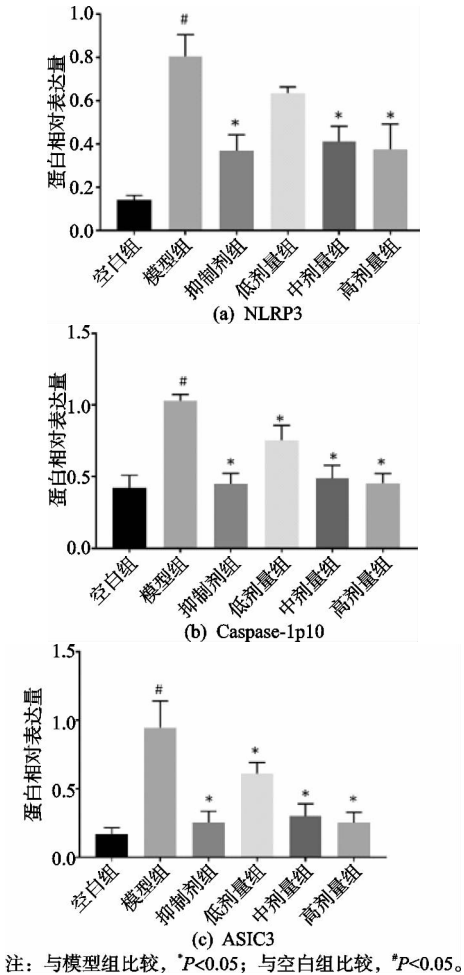 蛋白相对表达量
1.0
0.8
0.6
0.4
0.2
0.0
#
*
*
*
空白组
模型组
抑制剂组
低剂量组
中剂量组
高剂量组
(a) NLRP3
蛋白相对表达量
1.5
1.0
0.5
0.0
#
*
*
*
*
空白组
模型组
抑制剂组
低剂量组
中剂量组
高剂量组
(b) Caspase-1p10
蛋白相对表达量
1.5
1.0
0.5
0.0
#
*
*
*
*
空白组
模型组
抑制剂组
低剂量组
中剂量组
高剂量组
(c) ASIC3
注：与模型组比较，*P<0.05；与空白组比较，#P<0.05。